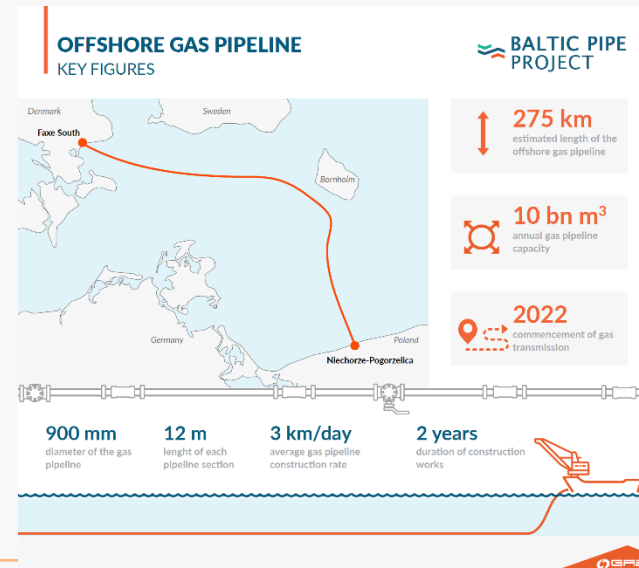 OFFSHORE GAS PIPELINE
KEY FIGURES
BALTIC PIPE
PROJECT
Denmark
Sweden
Faxe South
Bornholm
Germany
Poland
Niechorze-Pogorzelica
275 km
estimated length of the
offshore gas pipeline
10 bn m³
annual gas pipeline
capacity
2022
commencement of gas
transmission
900 mm
diameter of the gas
pipeline
12 m
lenght of each
pipeline section
3 km/day
average gas pipeline
construction rate
2 years
duration of construction
works